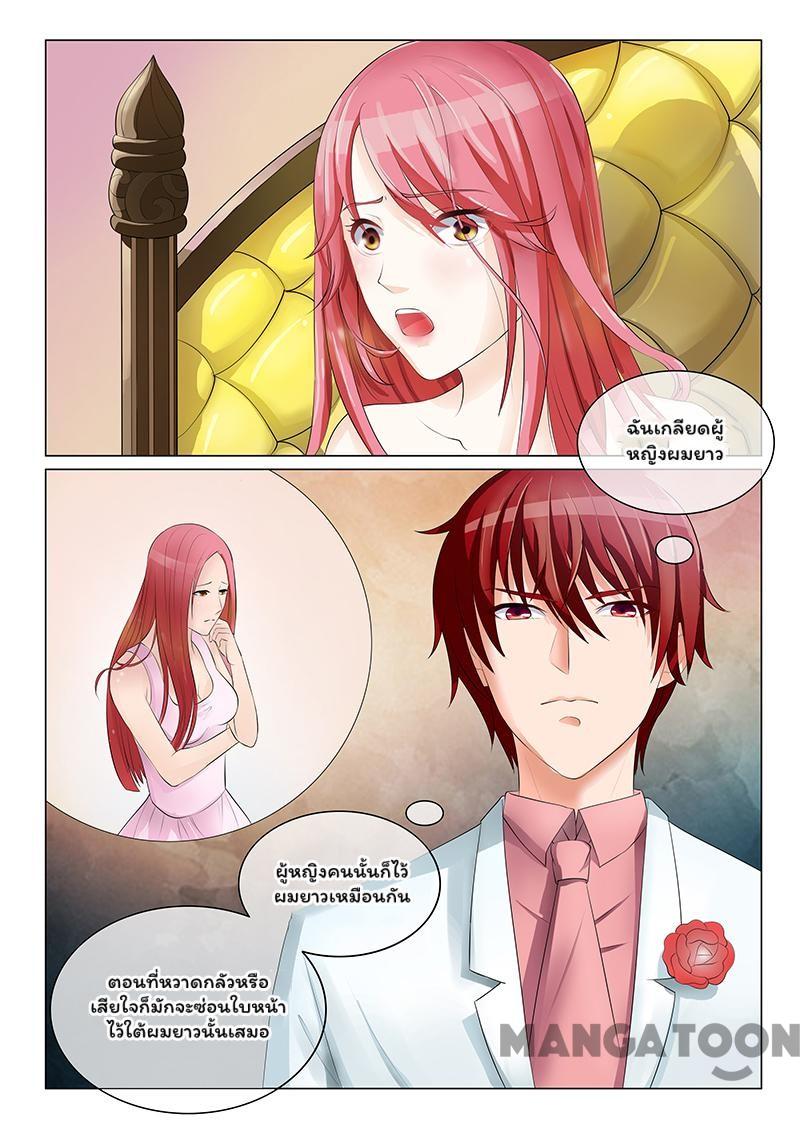 ฉันเกลียดผู้
หญิงผมยาว
ผู้หญิงคนนั้นก็ไว้
ผมยาวเหมือนกัน
ตอนที่หวาดกลัวหรือ
เสียใจก็มักจะซ่อนใบหน้า
ไว้ใต้ผมยาวนั้นเสมอ
MANGATOON